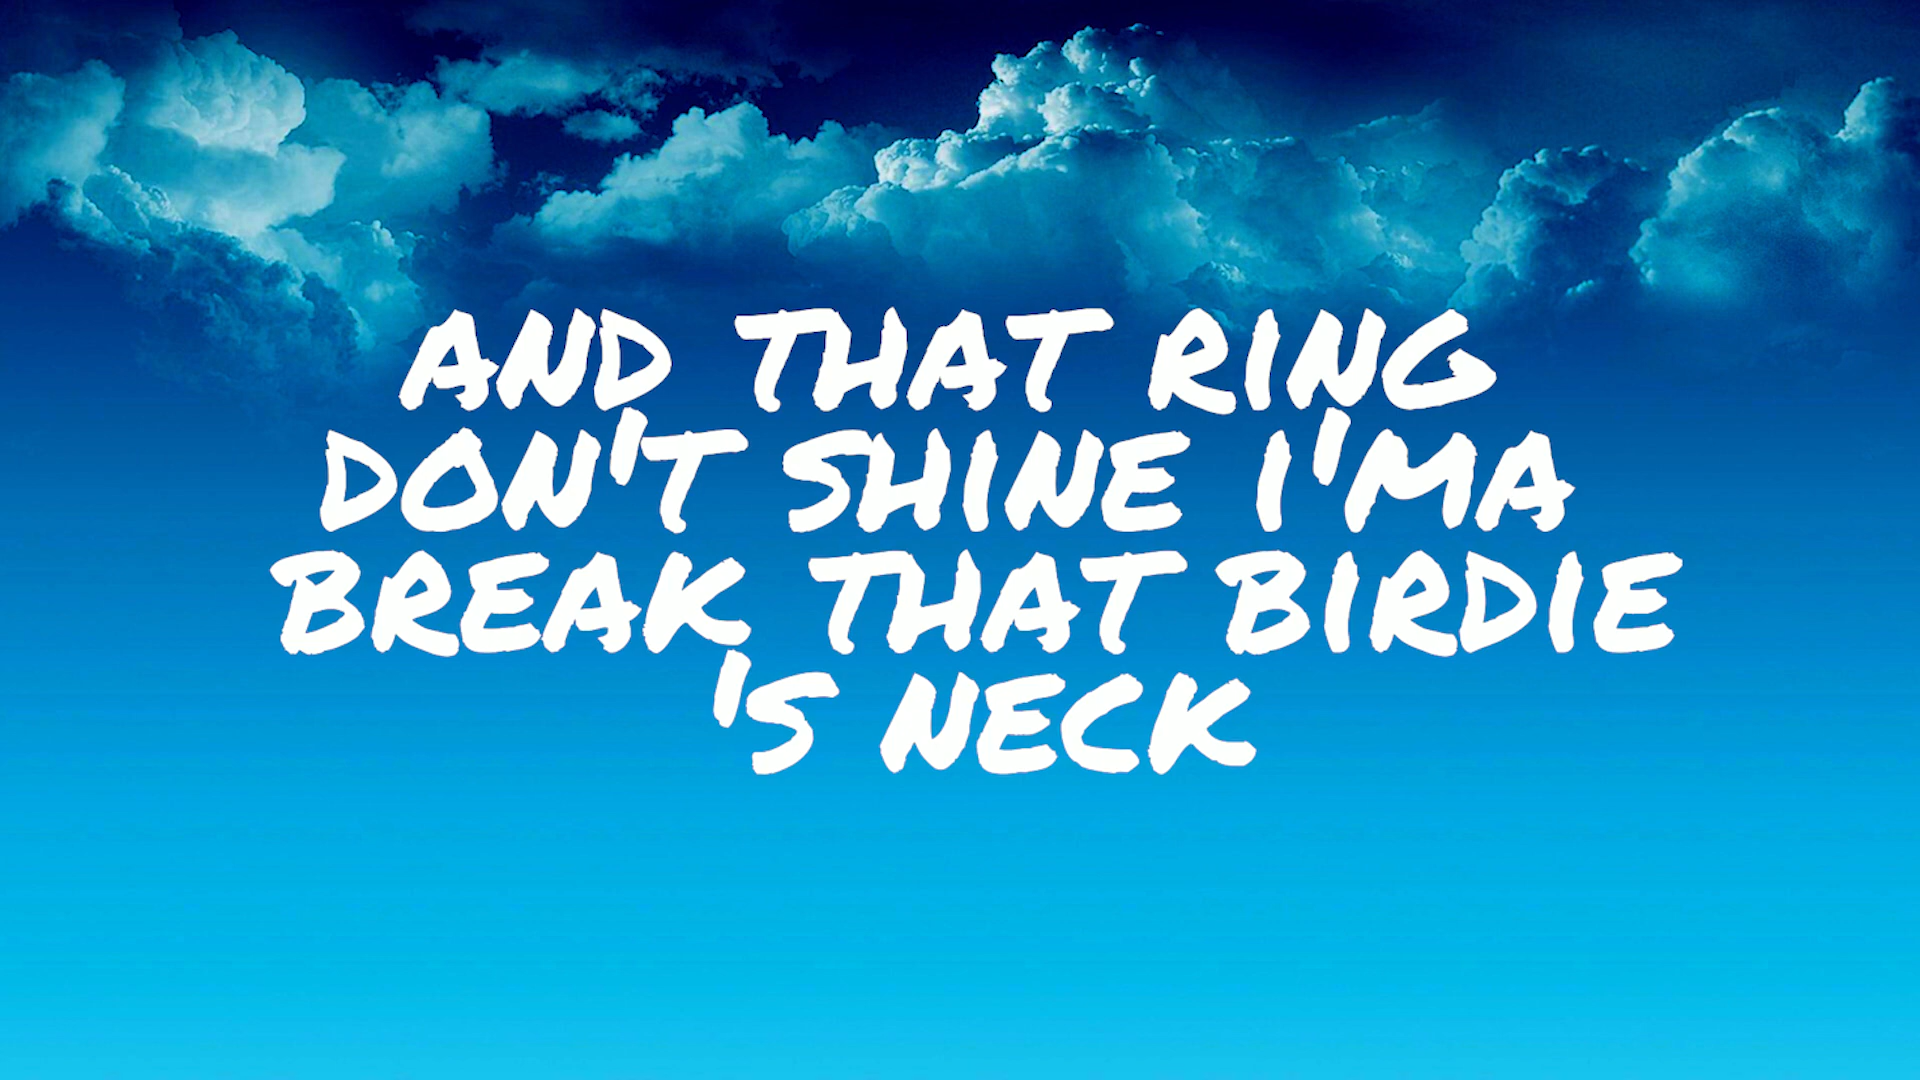 AND THAT RING
DON'T SHINE I'MA
BREAK THAT BIRDIE
'S NECK